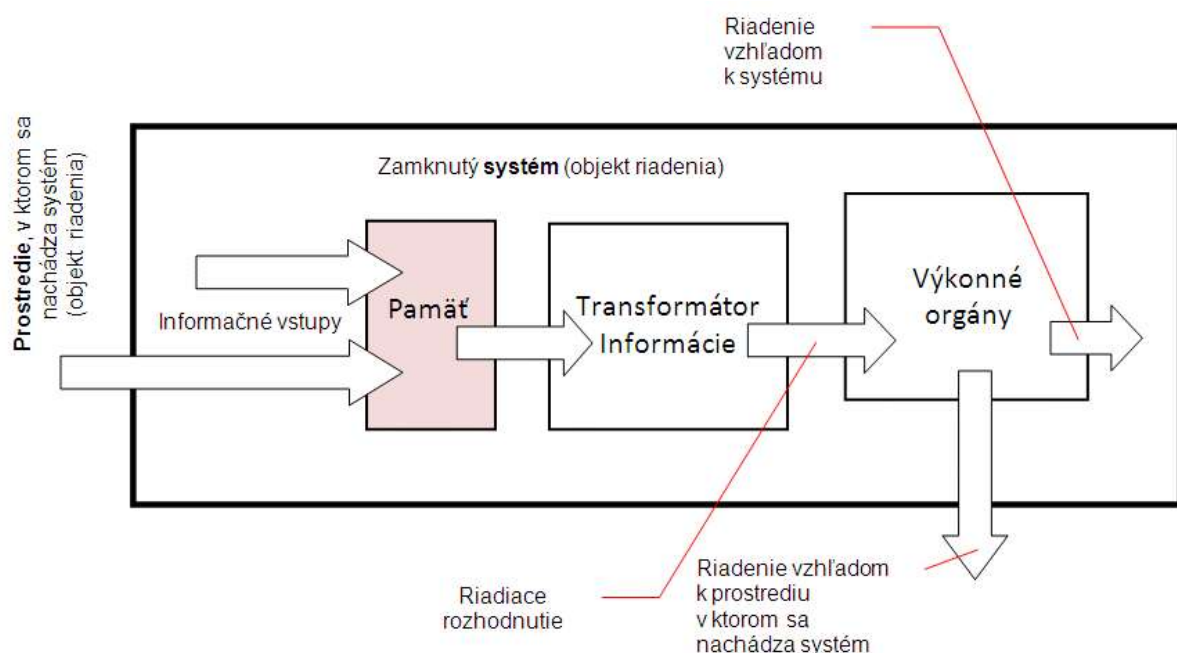 Riadenie
vzhľadom
k systému
Prostredie, v ktorom sa
nachádza systém
(objekt riadenia)
Zamknutý systém (objekt riadenia)
Informačné vstupy
Pamäť
Transformátor
Informácie
Výkonné
orgány
Riadiace
rozhodnutie
Riadenie vzhľadom
k prostrediu
v ktorom sa
nachádza systém